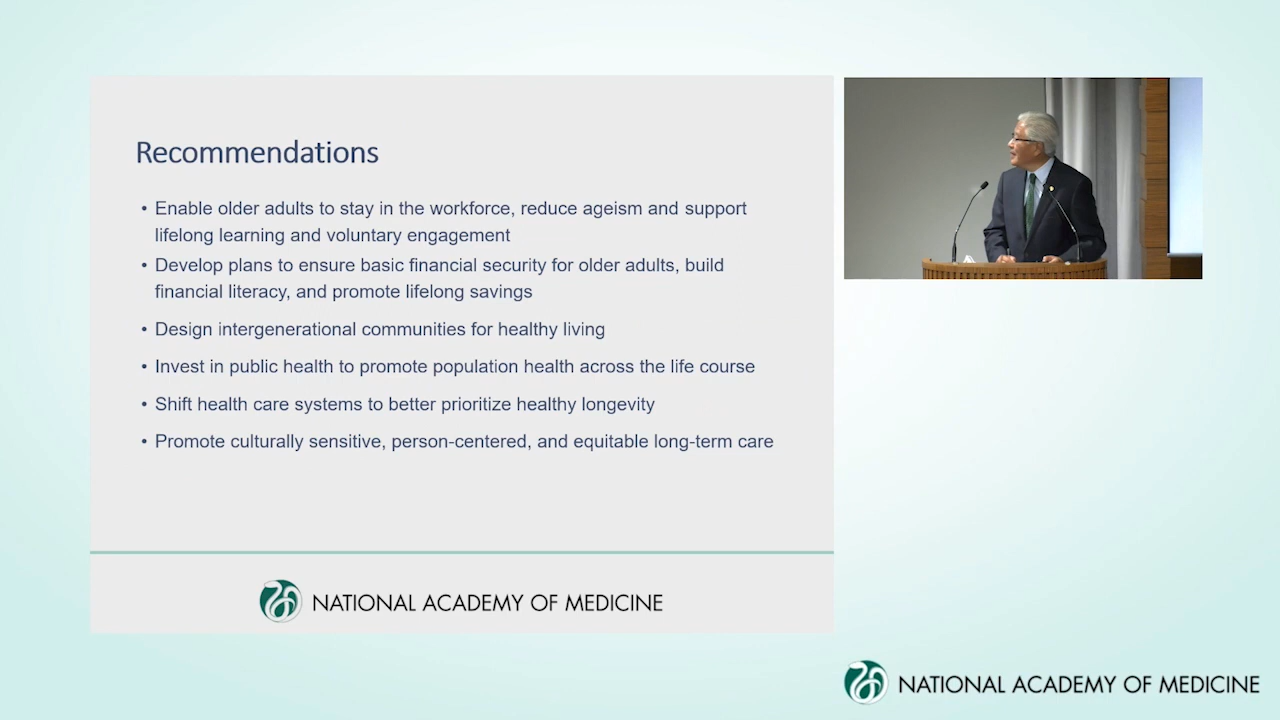 Recommendations
• Enable older adults to stay in the workforce, reduce ageism and support
lifelong learning and voluntary engagement
• Develop plans to ensure basic financial security for older adults, build
financial literacy, and promote lifelong savings
• Design intergenerational communities for healthy living
• Invest in public health to promote population health across the life course
• Shift health care systems to better prioritize healthy longevity
• Promote culturally sensitive, person-centered, and equitable long-term care
NATIONAL ACADEMY OF MEDICINE
NATIONAL ACADEMY OF MEDICINE